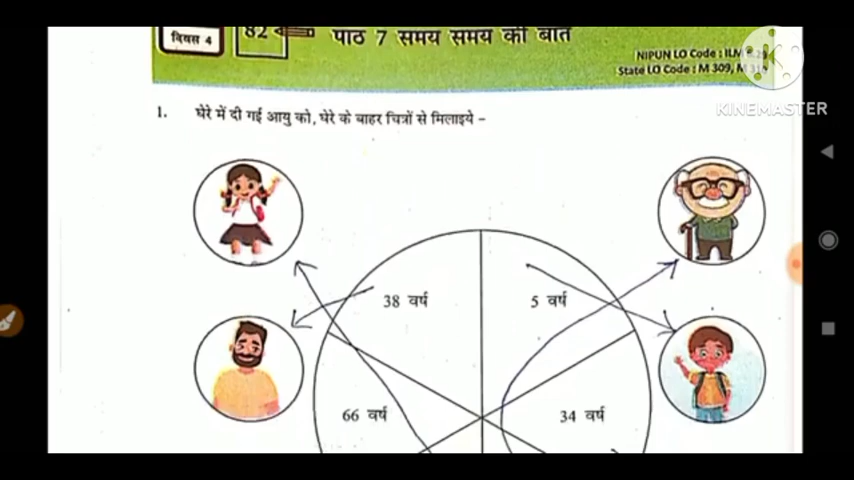 दिवस 4
82
पाठ 7 समय समय की बात
NIPUN LO Code : ILM
State LO Code : M 309, M
KINEMASTER
1. घेरे में दी गई आयु को, घेरे के बाहर चित्रों से मिलाइये –
38 वर्ष
5 वर्ष
66 वर्ष
34 वर्ष